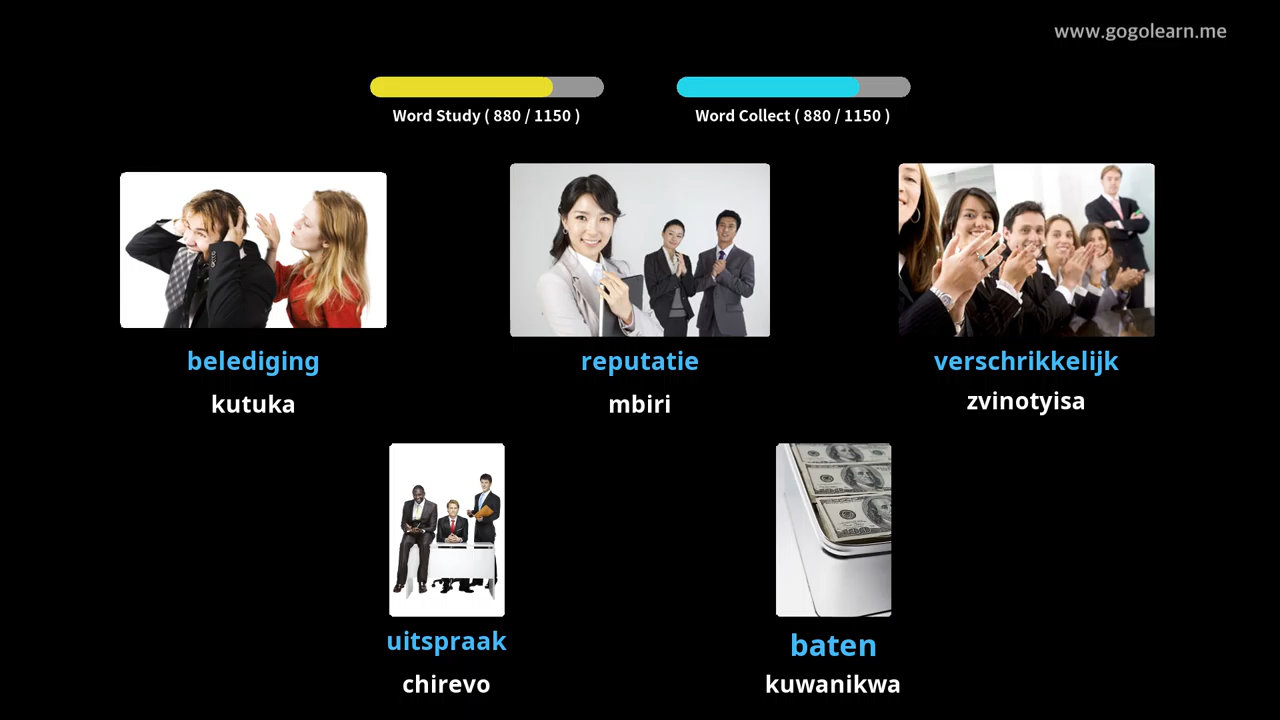 www.gogolearn.me
Word Study ( 880 / 1150 )
Word Collect ( 880 / 1150 )
belediging
reputatie
verschrikkelijk
kutuka
mbiri
zvinotyisa
uitspraak
baten
chirevo
kuwanikwa